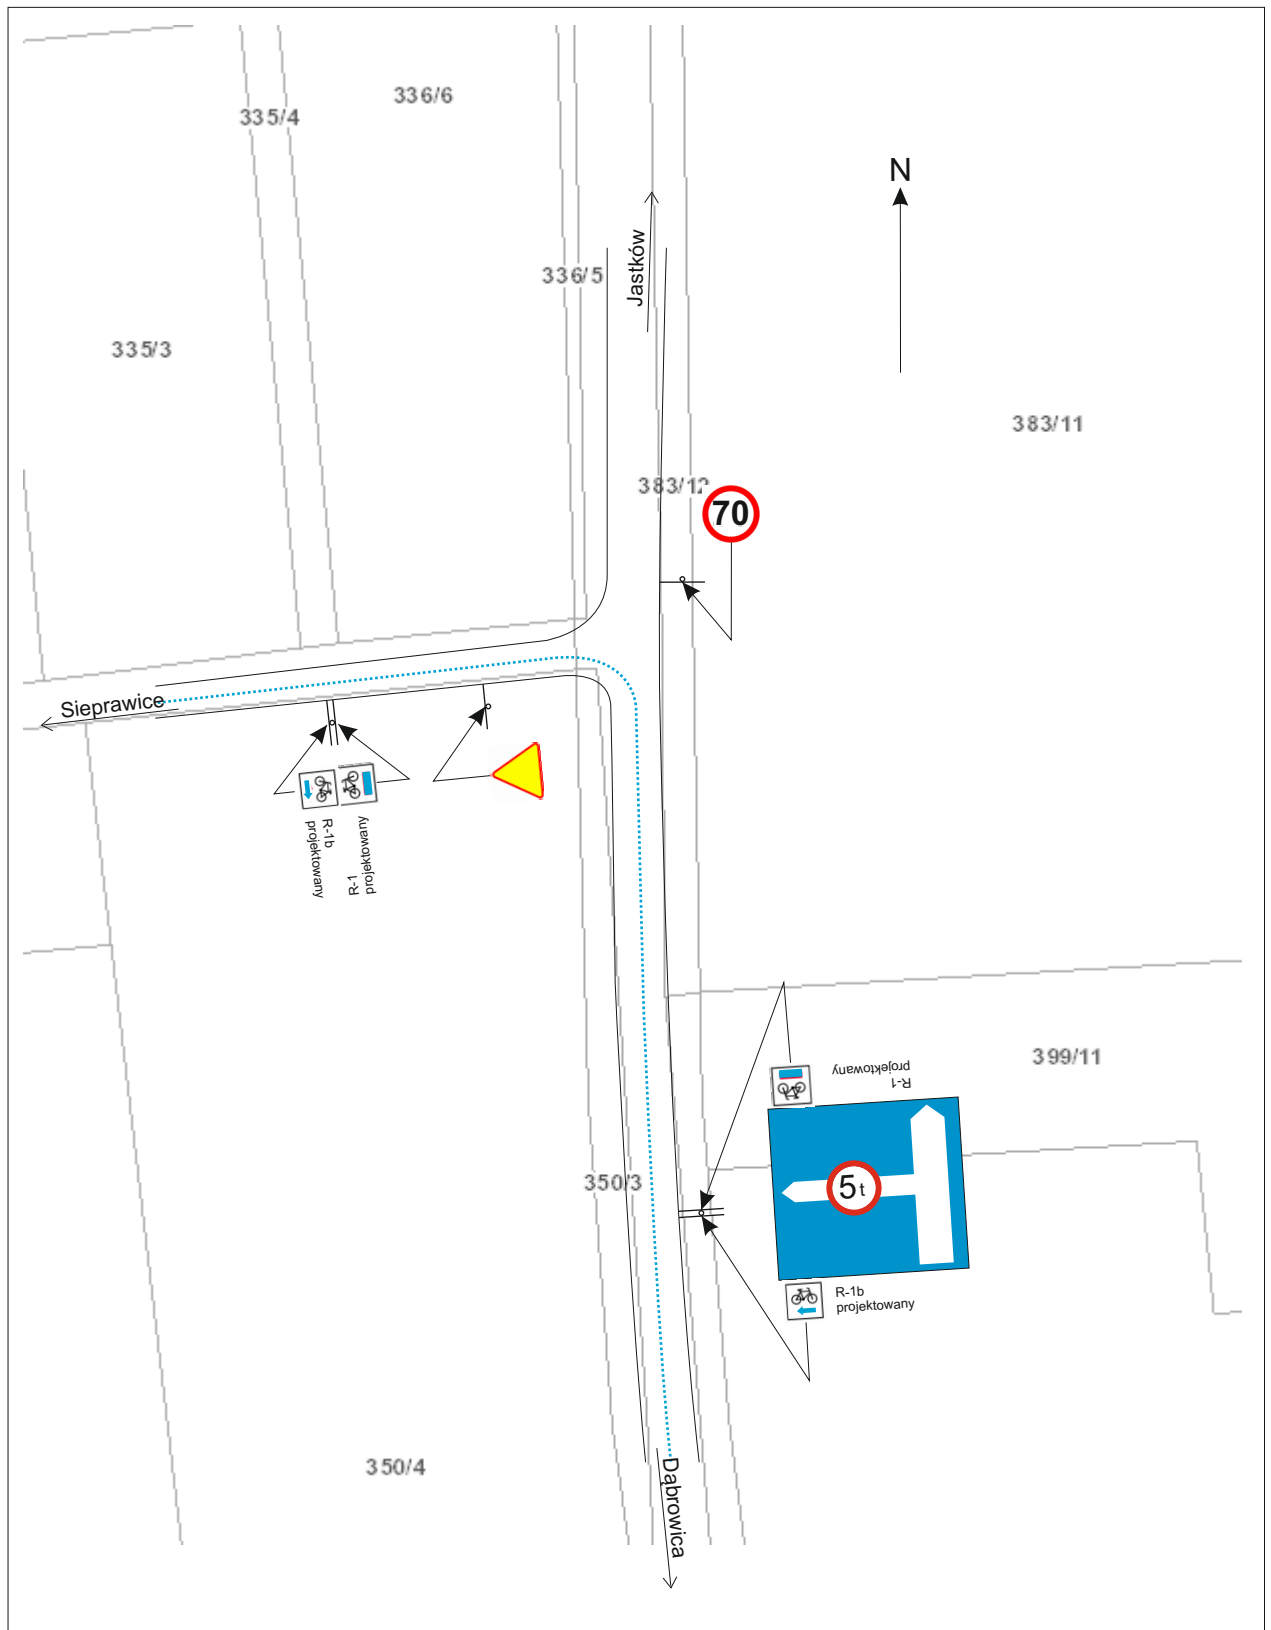 336/6
335/4
N
Jastków
336/5
335/3
383/11
383/12
70
Sieprawice
R-1b
projektowany
R-1
projektowany
399/11
R-1
projektowany
350/3
5 t
R-1b
projektowany
350/4
Dąbrowica